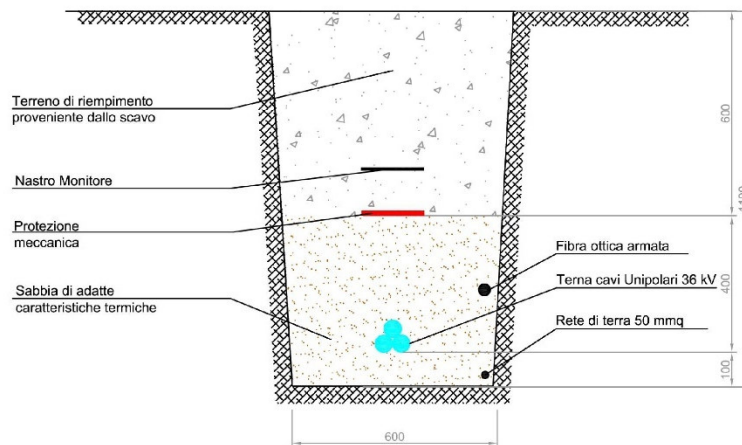 Terreno di riempimento
proveniente dallo scavo
Nastro Monitore
Protezione
meccanica
Sabbia di adatte
caratteristiche termiche
Fibra ottica armata
Terna cavi Unipolari 36 kV
Rete di terra 50 mmq
600
400
100
600